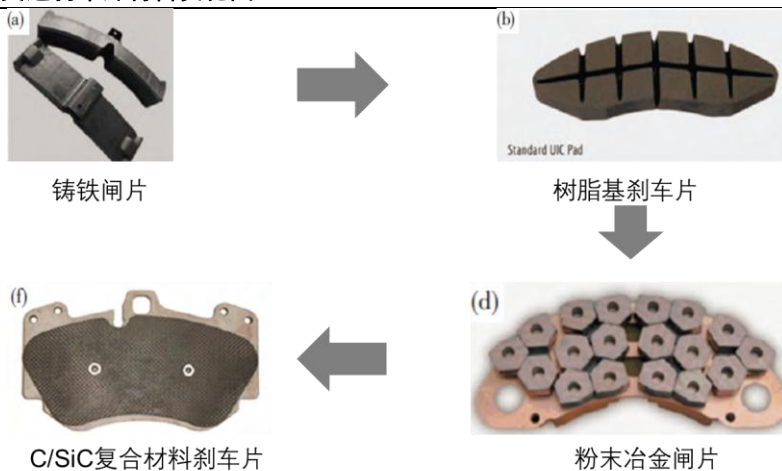 (a)
(b)
Standard UIC Pad
铸铁闸片
树脂基刹车片
(f)
(d)
C/SiC复合材料刹车片
粉末冶金闸片